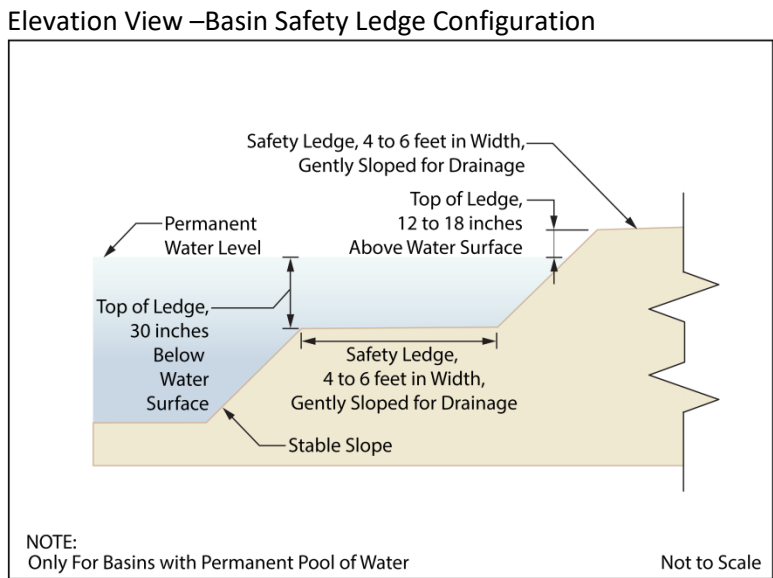 Elevation View –Basin Safety Ledge Configuration
Safety Ledge, 4 to 6 feet in Width,
Gently Sloped for Drainage
Top of Ledge,
12 to 18 inches
Above Water Surface
Permanent
Water Level
Top of Ledge,
30 inches
Below
Water
Surface
Safety Ledge,
4 to 6 feet in Width,
Gently Sloped for Drainage
Stable Slope
NOTE:
Only For Basins with Permanent Pool of Water
Not to Scale